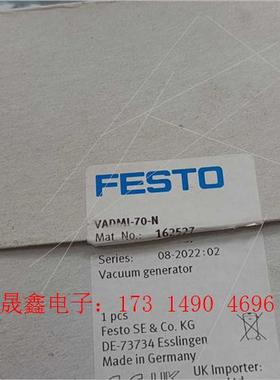 FESTO
VADMI-70-N
Mat. No.: 162527
Series: 08-2022:02
Vacuum generator
晟鑫电子：173 1490 4696
1 pcs
Festo SE & Co. KG
DE-73734 Esslingen
Made in Germany
UK Importer: